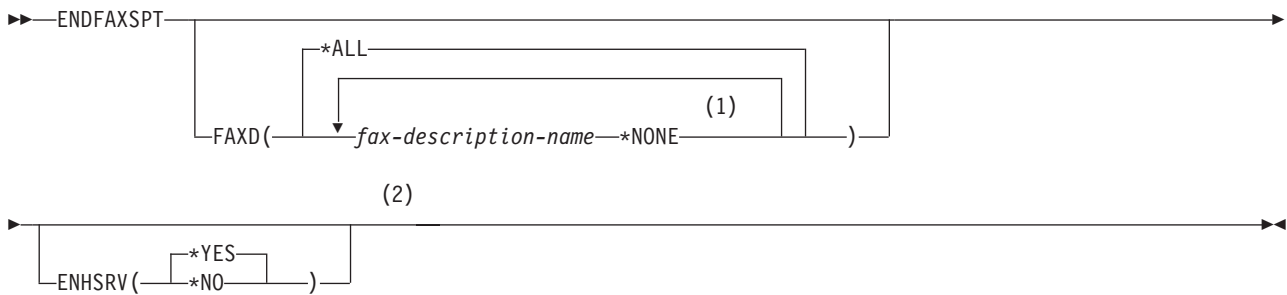 ENDFAXSPT
*ALL
(1)
FAXD( fax-description-name *NONE )
(2)
*YES
ENHSRV( *NO )